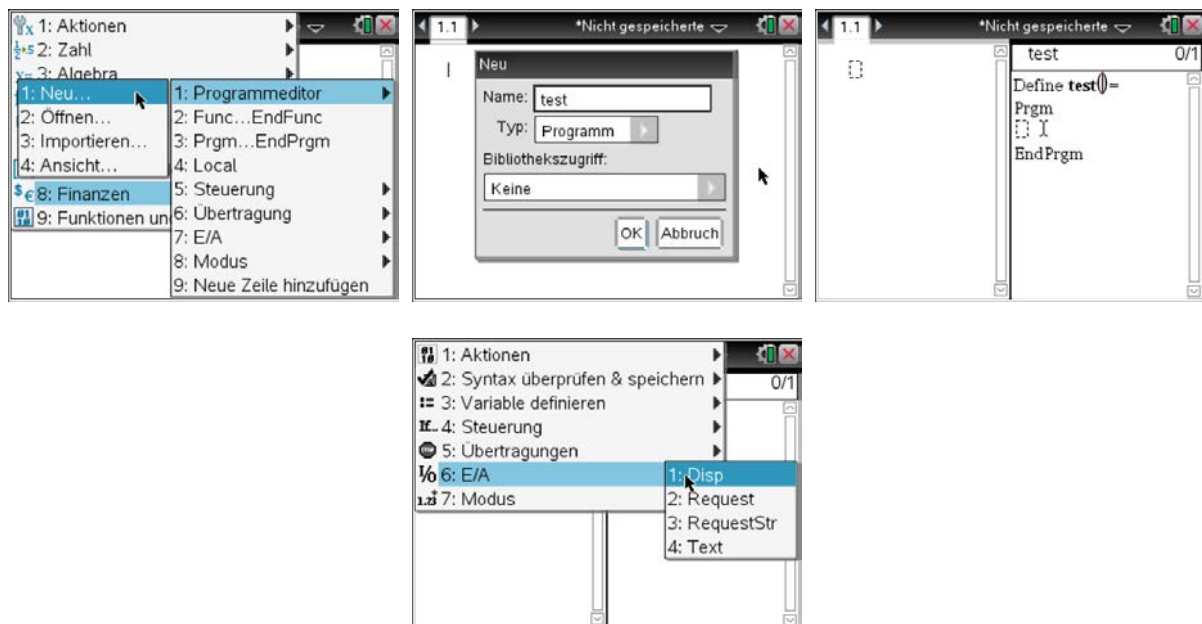 1: Aktionen
2: Zahl
3: Algebra
1: Neu...
2: Öffnen...
3: Importieren...
4: Ansicht...
8: Finanzen
9: Funktionen un
1: Programmeditor
2: Func...EndFunc
3: Prgm...EndPrgm
4: Local
5: Steuerung
6: Übertragung
7: E/A
8: Modus
9: Neue Zeile hinzufügen
1.1
*Nicht gespeicherte
Neu
Name: test
Typ: Programm
Bibliothekszugriff:
Keine
OK Abbruch
1.1
*Nicht gespeicherte
test 0/1
Define test()=
Prgm
EndPrgm
1: Aktionen
2: Syntax überprüfen & speichern
0/1
3: Variable definieren
If.. 4: Steuerung
5: Übertragungen
I/O 6: E/A
1.23 7: Modus
1: Disp
2: Request
3: RequestStr
4: Text